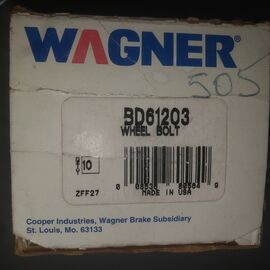 WAGNER
505
BD61203
WHEEL BOLT
QTY 10
ZFF27
MADE IN USA
Cooper Industries, Wagner Brake Subsidiary
St. Louis, Mo. 63133